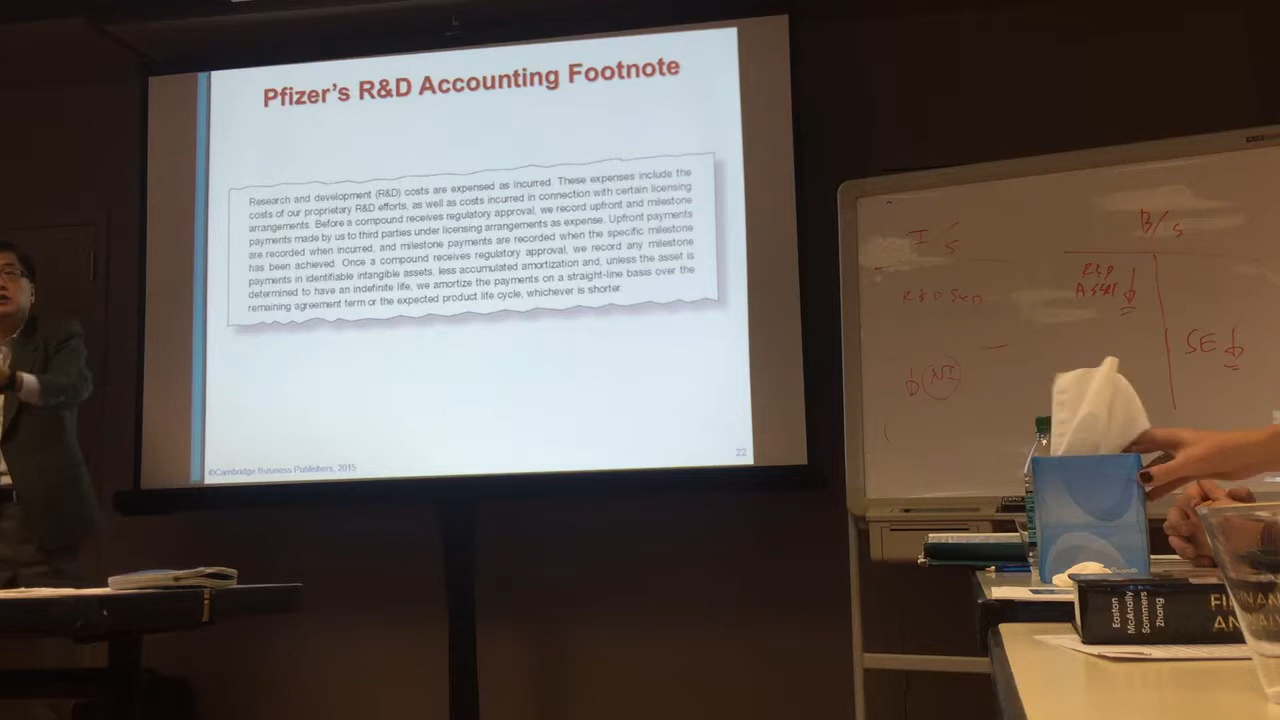 Pfizer's R&D Accounting Footnote
Research and development (R&D) costs are expensed as incurred. These expenses include the
costs of our proprietary R&D efforts, as well as costs incurred in connection with certain licensing
arrangements. Before a compound receives regulatory approval, we record upfront and milestone
payments made by us to third parties under licensing arrangements as expense. Upfront payments
are recorded when incurred, and milestone payments are recorded when the specific milestone
has been achieved. Once a compound receives regulatory approval, we record any milestone
payments in identifiable intangible assets, less accumulated amortization and, unless the asset is
determined to have an indefinite life, we amortize the payments on a straight-line basis over the
remaining agreement term or the expected product life cycle, whichever is shorter.
©Cambridge Business Publishers, 2015
22
I/S
B/S
R&D
ASSET
R&D
SE
NI
Easton
McAnally
Sommers
Zhang